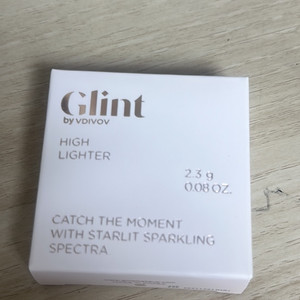 Glint
by VDIVOV
HIGH
LIGHTER
2.3 g
0.08 OZ.
CATCH THE MOMENT
WITH STARLIT SPARKLING
SPECTRA